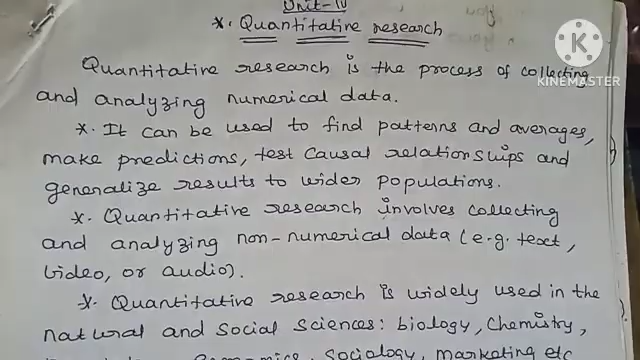 Unit-IV
*. Quantitative research
KINEMASTER
Quantitative research is the process of collecting
and analyzing numerical data.
*. It can be used to find patterns and averages,
make predictions, test causal relationships and
generalize results to wider populations.
*. Quantitative research involves collecting
and analyzing non-numerical data (e.g. text,
video, or audio).
*. Quantitative research is widely used in the
natural and social sciences: biology, chemistry,
sociology, marketing etc